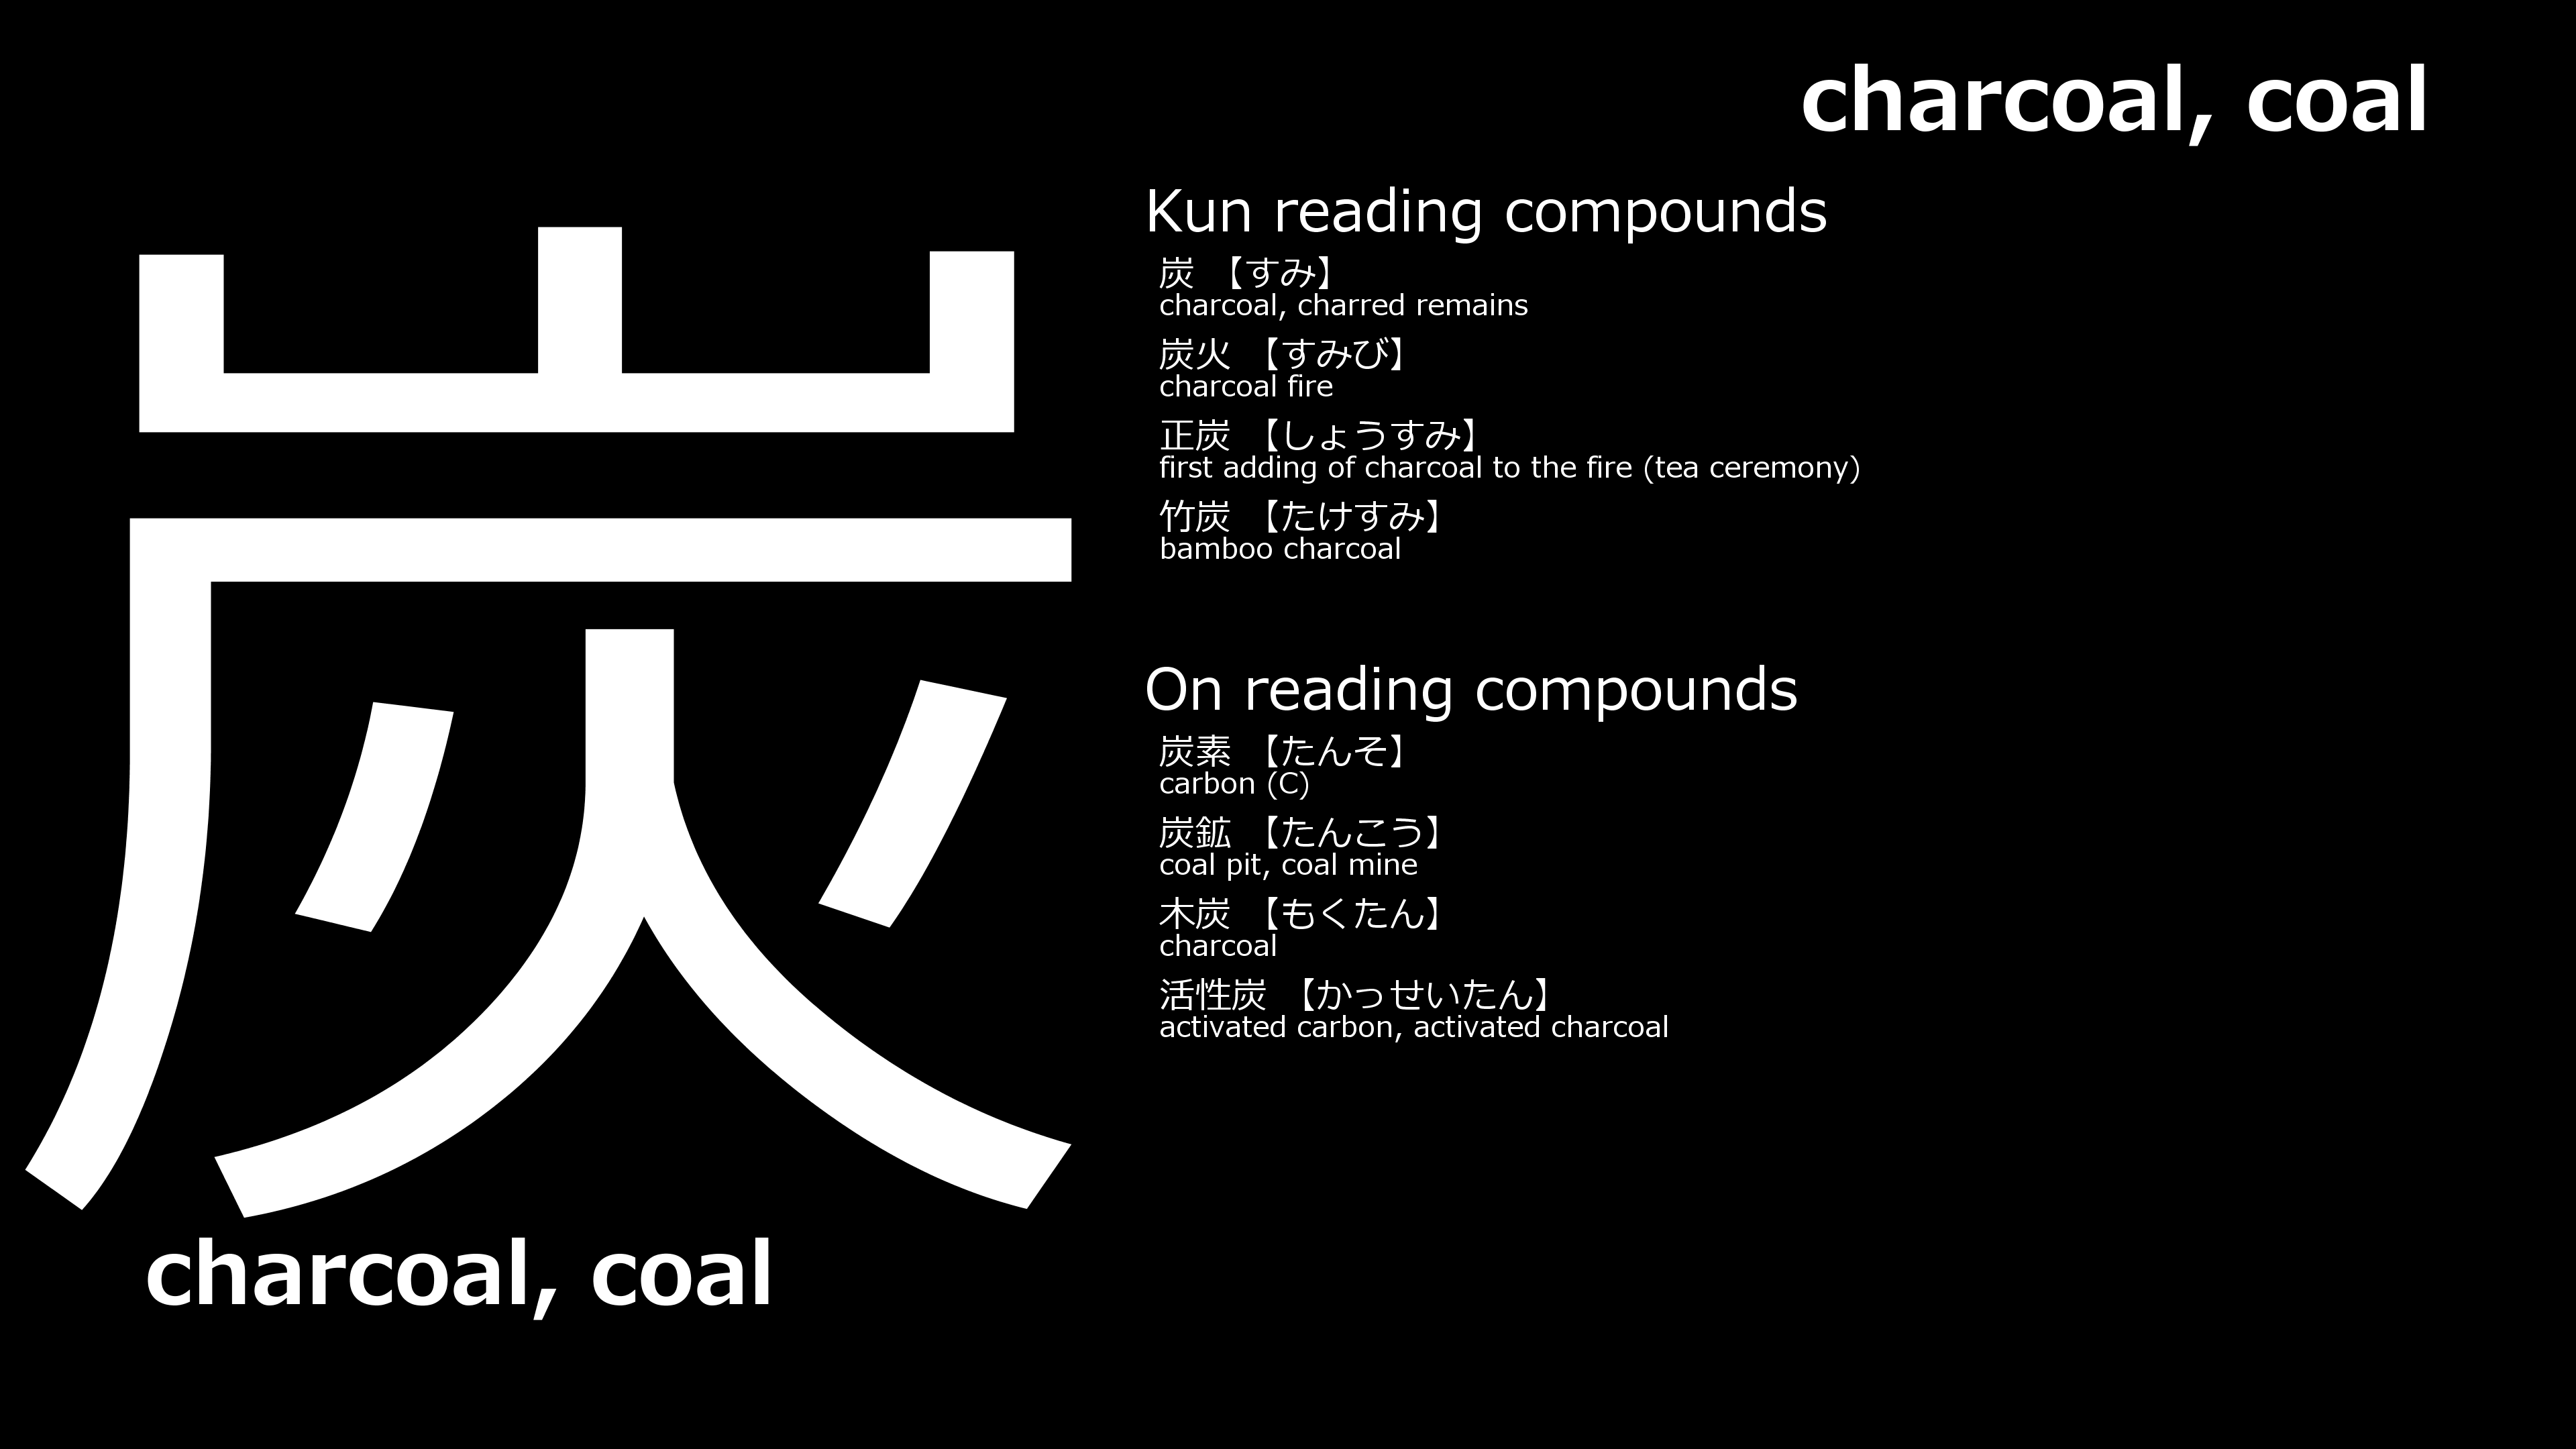 charcoal, coal
炭
charcoal, coal
Kun reading compounds
炭 【すみ】
charcoal, charred remains
炭火 【すみび】
charcoal fire
正炭 【しょうすみ】
first adding of charcoal to the fire (tea ceremony)
竹炭 【たけすみ】
bamboo charcoal
On reading compounds
炭素 【たんそ】
carbon (C)
炭鉱 【たんこう】
coal pit, coal mine
木炭 【もくたん】
charcoal
活性炭 【かっせいたん】
activated carbon, activated charcoal